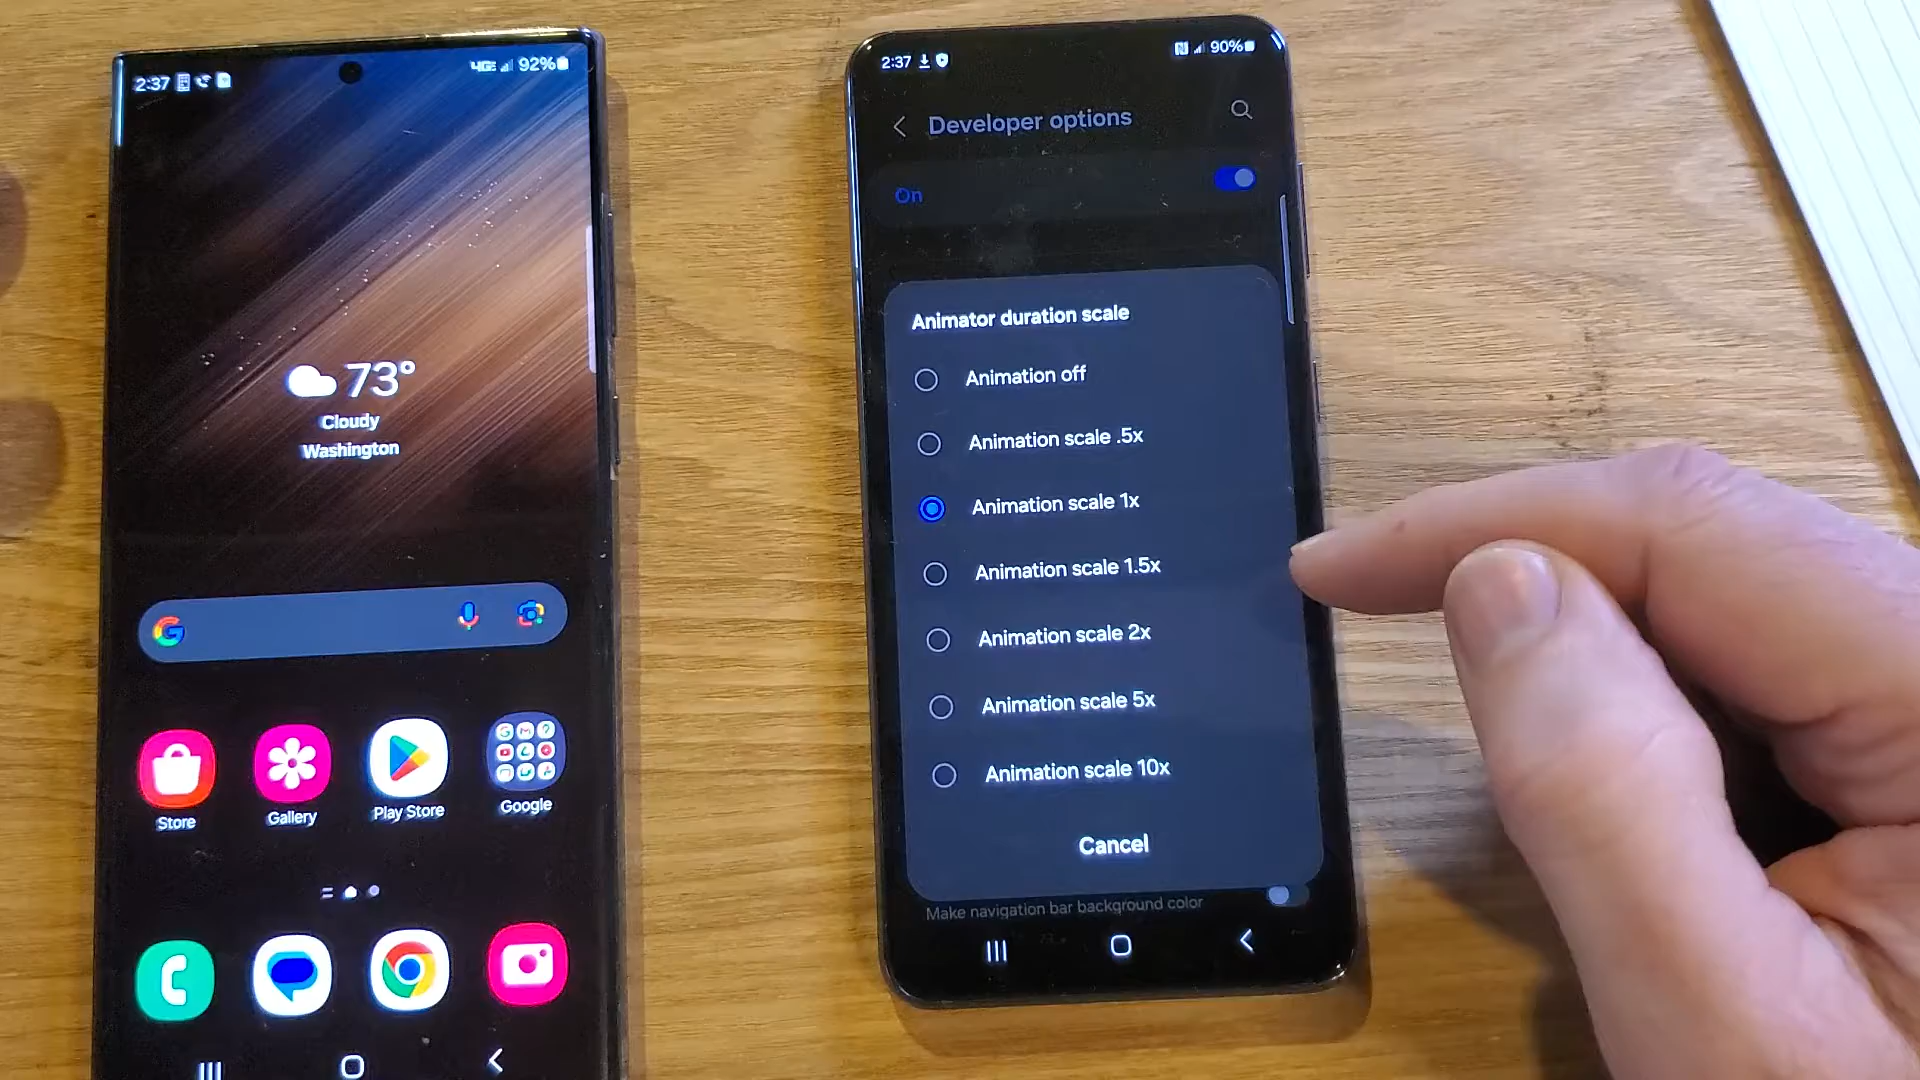 2:37
4GE 92%
73°
Cloudy
Washington
Store
Gallery
Play Store
Google
2:37
90%
Developer options
On
Animator duration scale
Animation off
Animation scale .5x
Animation scale 1x
Animation scale 1.5x
Animation scale 2x
Animation scale 5x
Animation scale 10x
Cancel
Make navigation bar background color